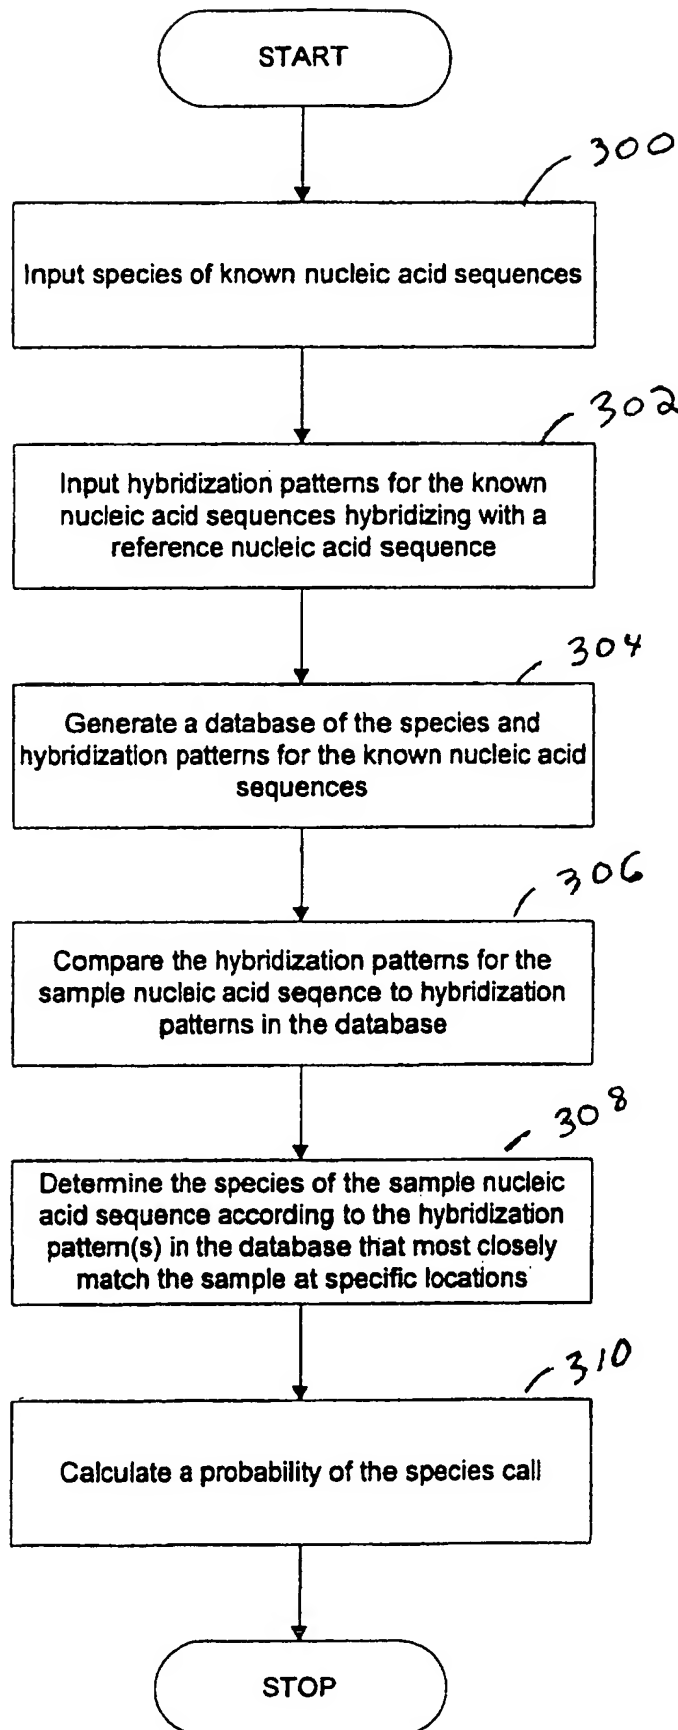 START
300
Input species of known nucleic acid sequences
302
Input hybridization patterns for the known
nucleic acid sequences hybridizing with a
reference nucleic acid sequence
304
Generate a database of the species and
hybridization patterns for the known nucleic acid
sequences
306
Compare the hybridization patterns for the
sample nucleic acid seqence to hybridization
patterns in the database
308
Determine the species of the sample nucleic
acid sequence according to the hybridization
pattern(s) in the database that most closely
match the sample at specific locations
310
Calculate a probability of the species call
STOP